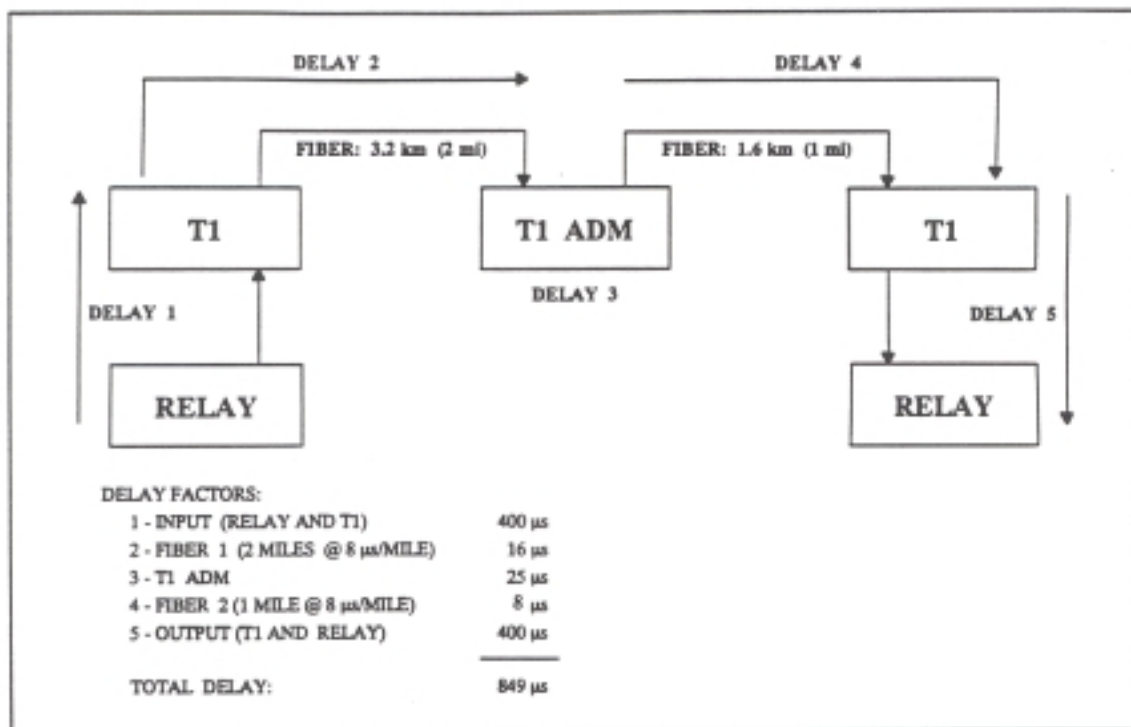 DELAY 2
DELAY 4
FIBER: 3.2 km (2 mi)
FIBER: 1.6 km (1 mi)
T1
T1 ADM
T1
DELAY 3
DELAY 1
DELAY 5
RELAY
RELAY
DELAY FACTORS:
1 - INPUT (RELAY AND T1) 400 µs
2 - FIBER 1 (2 MILES @ 8 µs/MILE) 16 µs
3 - T1 ADM 25 µs
4 - FIBER 2 (1 MILE @ 8 µs/MILE) 8 µs
5 - OUTPUT (T1 AND RELAY) 400 µs
TOTAL DELAY: 849 µs